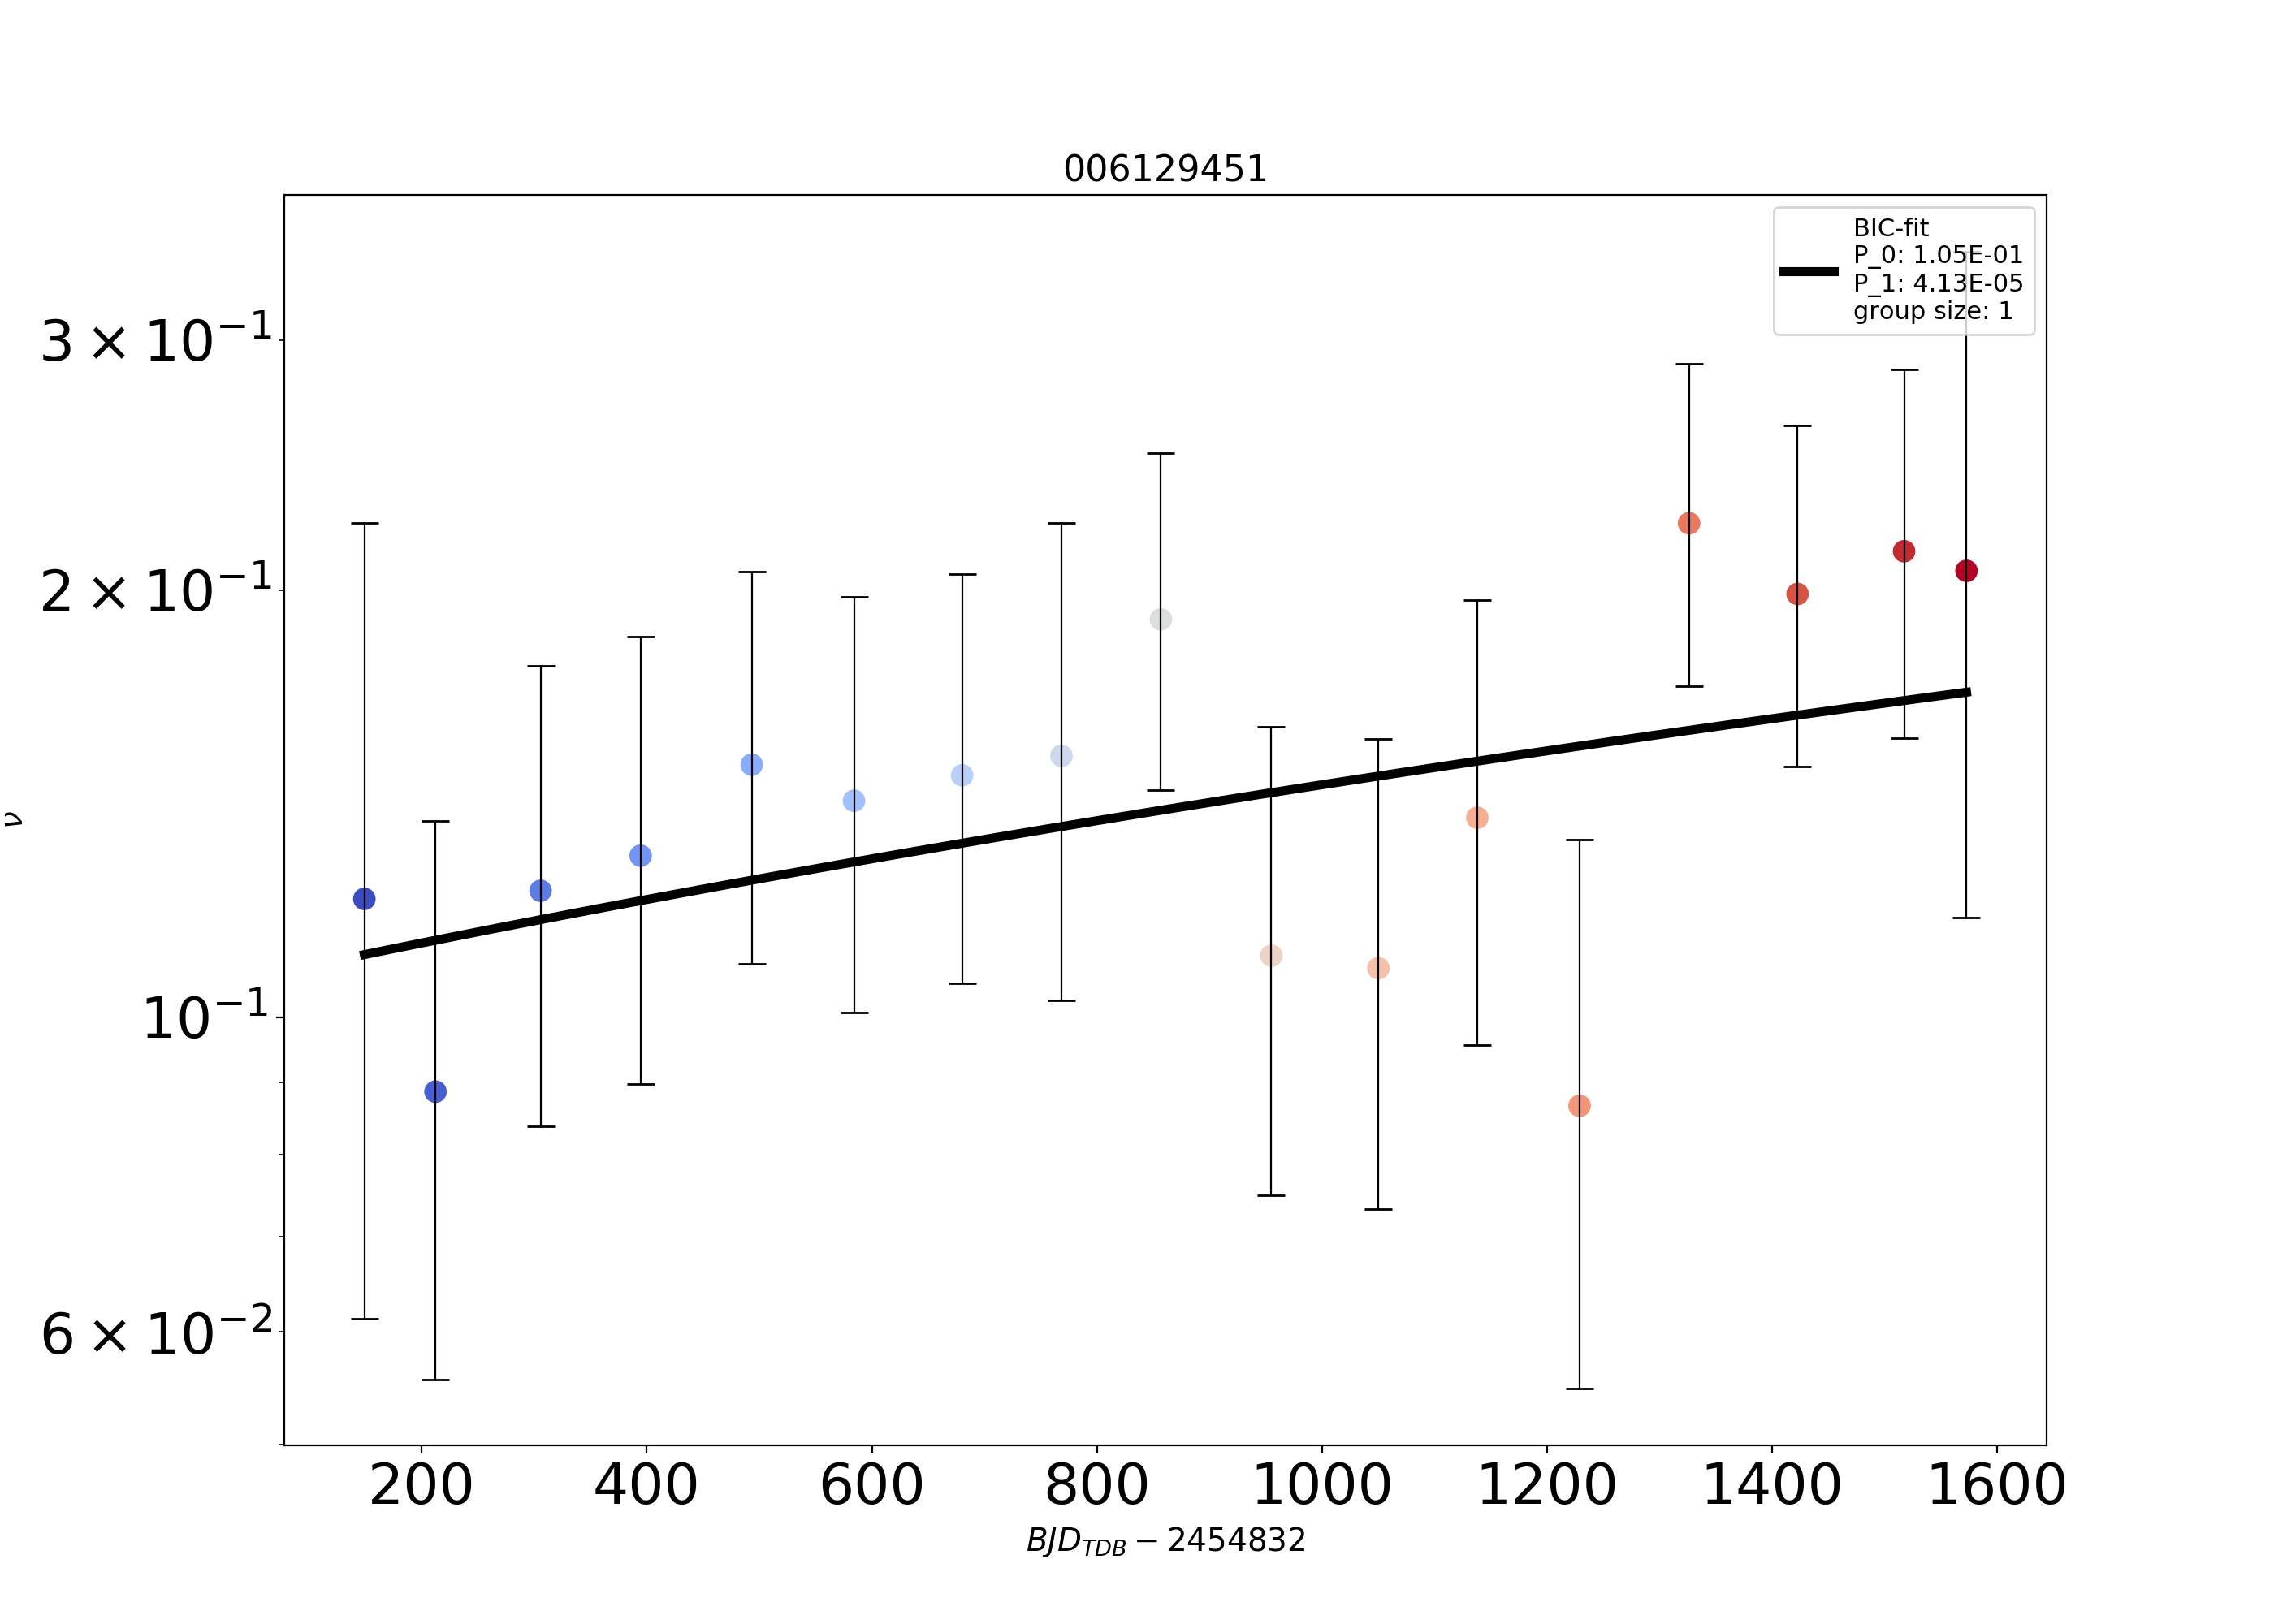 006129451
BIC-fit
P_0: 1.05E-01
P_1: 4.13E-05
group size: 1
3 × 10⁻¹
2 × 10⁻¹
10⁻¹
6 × 10⁻²
ν
200 400 600 800 1000 1200 1400 1600
BJD_TDB − 2454832